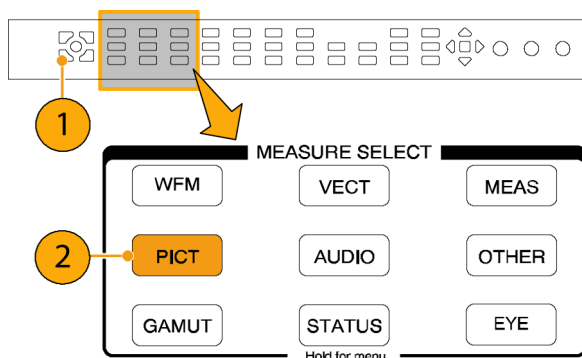 1
MEASURE SELECT
WFM VECT MEAS
2
PICT AUDIO OTHER
GAMUT STATUS EYE
Hold for menu